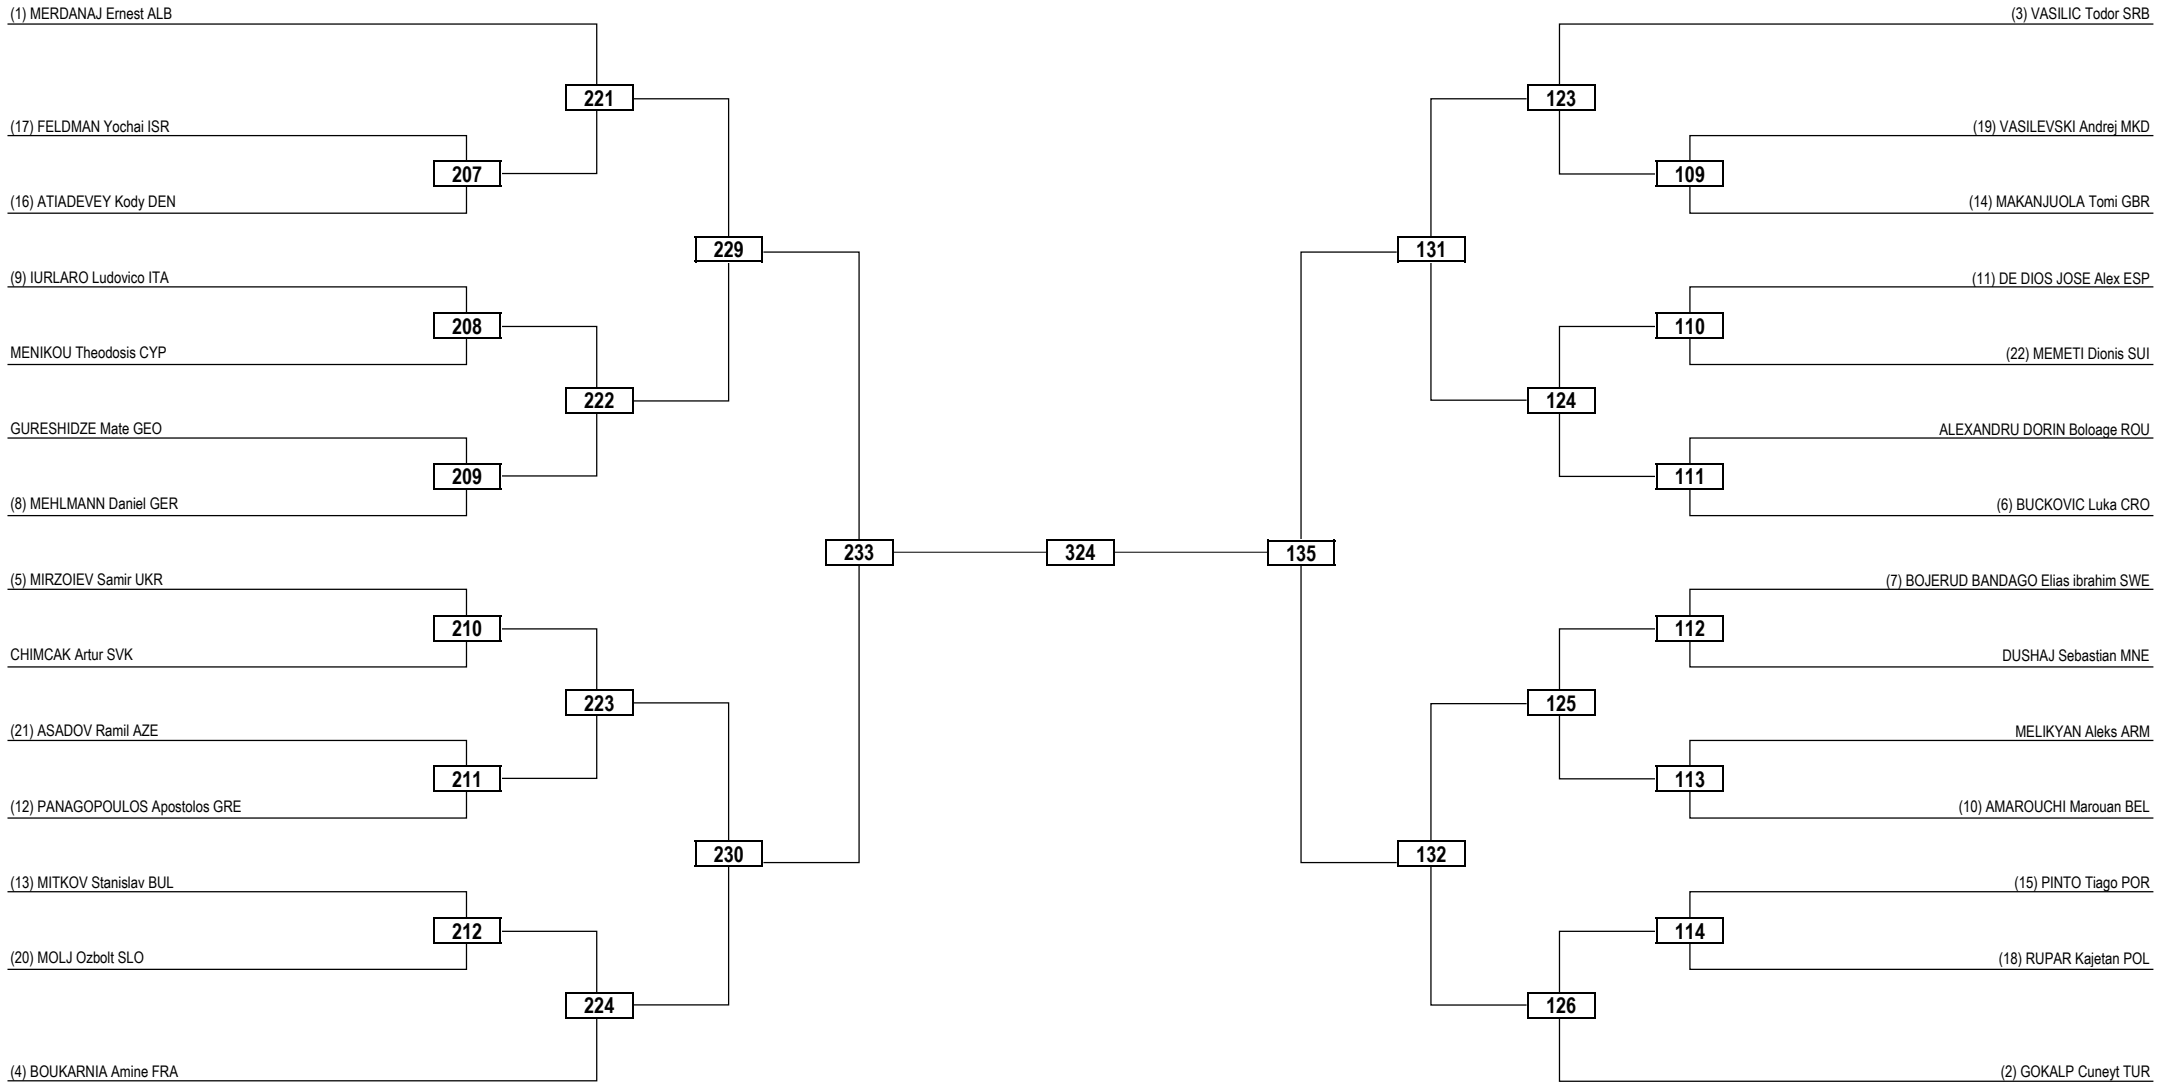 (1) MERDANAJ Ernest ALB
(3) VASILIC Todor SRB
221
123
(17) FELDMAN Yochai ISR
(19) VASILEVSKI Andrej MKD
207
109
(16) ATIADEVEY Kody DEN
(14) MAKANJUOLA Tomi GBR
229
131
(9) IURLARO Ludovico ITA
(11) DE DIOS JOSE Alex ESP
208
110
MENIKOU Theodosis CYP
(22) MEMETI Dionis SUI
222
124
GURESHIDZE Mate GEO
ALEXANDRU DORIN Boloage ROU
209
111
(8) MEHLMANN Daniel GER
(6) BUCKOVIC Luka CRO
233
324
135
(5) MIRZOIEV Samir UKR
(7) BOJERUD BANDAGO Elias ibrahim SWE
210
112
CHIMCAK Artur SVK
DUSHAJ Sebastian MNE
223
125
(21) ASADOV Ramil AZE
MELIKYAN Aleks ARM
211
113
(12) PANAGOPOULOS Apostolos GRE
(10) AMAROUCHI Marouan BEL
230
132
(13) MITKOV Stanislav BUL
(15) PINTO Tiago POR
212
114
(20) MOLJ Ozbolt SLO
(18) RUPAR Kajetan POL
224
126
(4) BOUKARNIA Amine FRA
(2) GOKALP Cuneyt TUR